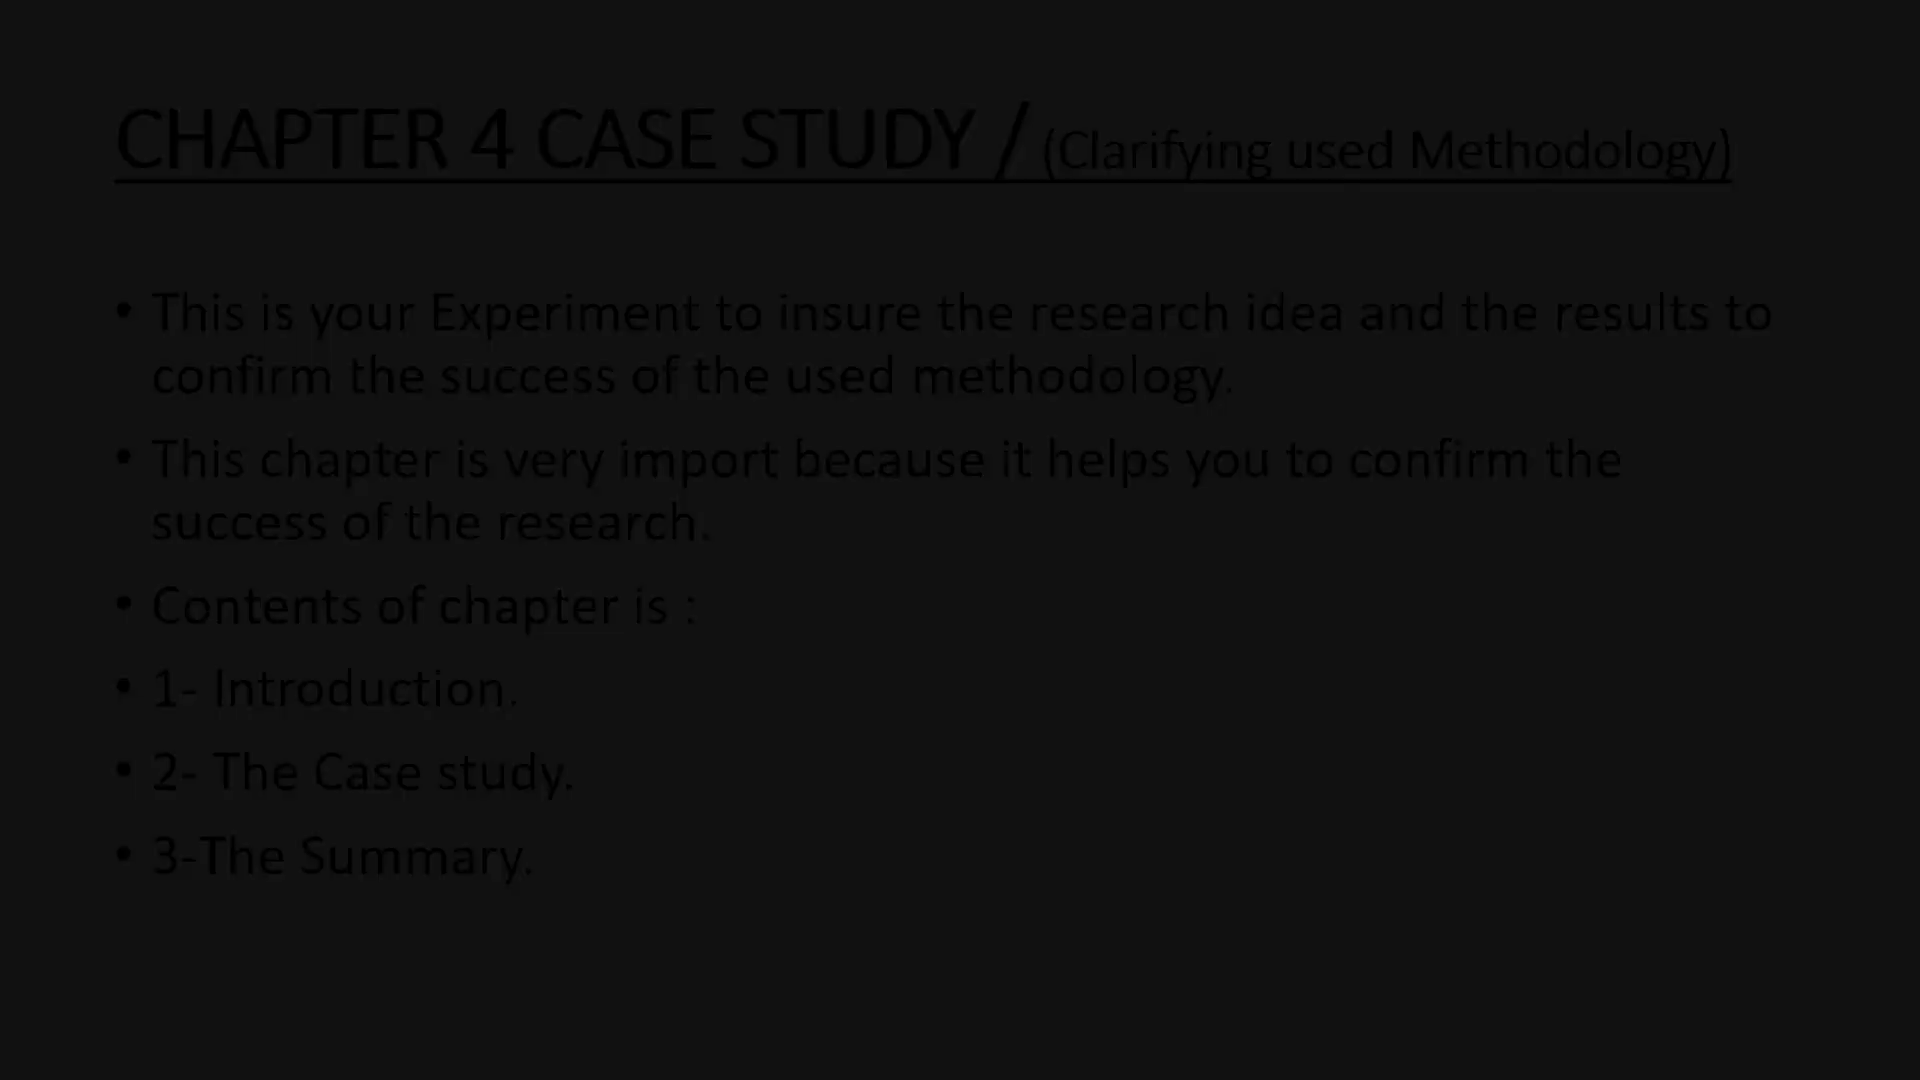 CHAPTER 4 CASE STUDY / (Clarifying used Methodology)
• This is your Experiment to insure the research idea and the results to
confirm the success of the used methodology.
• This chapter is very import because it helps you to confirm the
success of the research.
• Contents of chapter is :
• 1- Introduction.
• 2- The Case study.
• 3-The Summary.